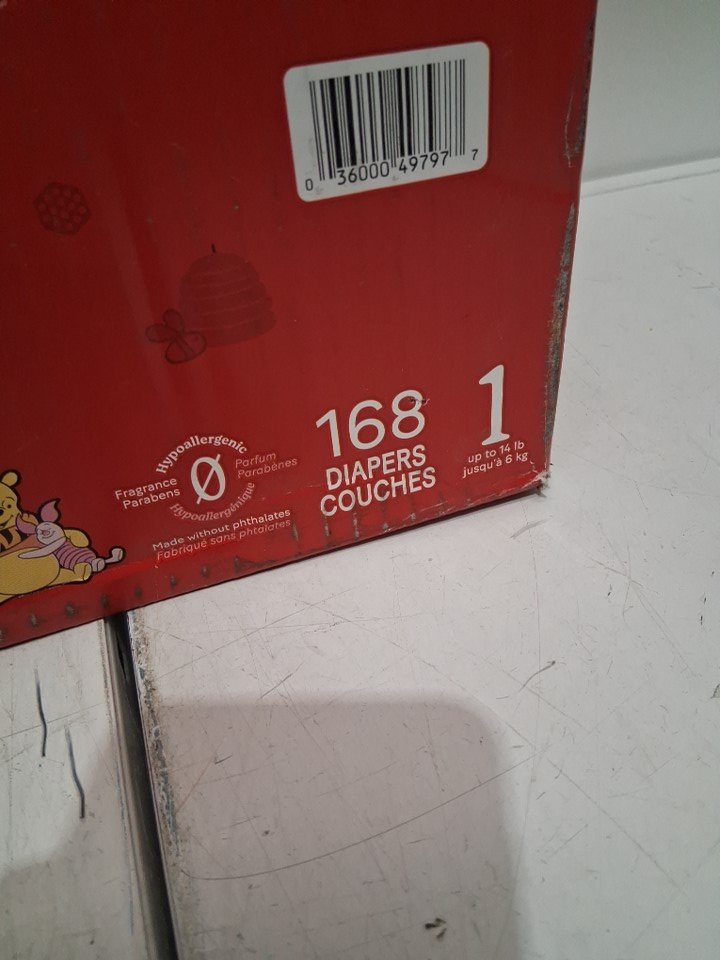 0 36000 49797 7
168
DIAPERS
COUCHES
1
up to 14 lb
jusqu'à 6 kg
Hypoallergenic
Fragrance
Parabens
Ø
Parfum
Parabènes
Hypoallergénique
Made without phthalates
Fabriqué sans phtalates